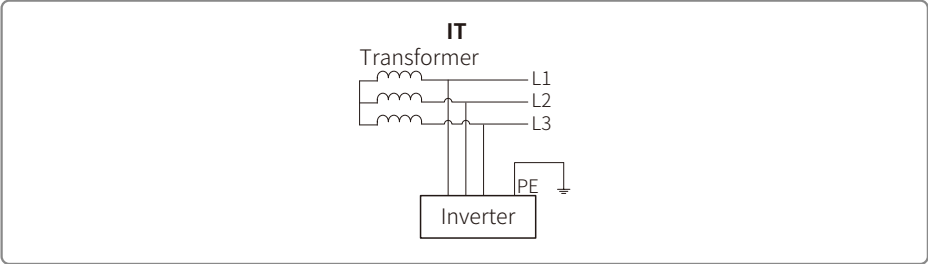 IT
Transformer
L1
L2
L3
PE
Inverter